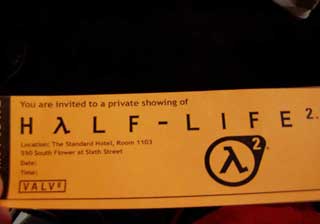 You are invited to a private showing of
HλLF-LIFE 2.
Location: The Standard Hotel, Room 1103
550 South Flower at Sixth Street
Date:
Time:
VALVE
λ2